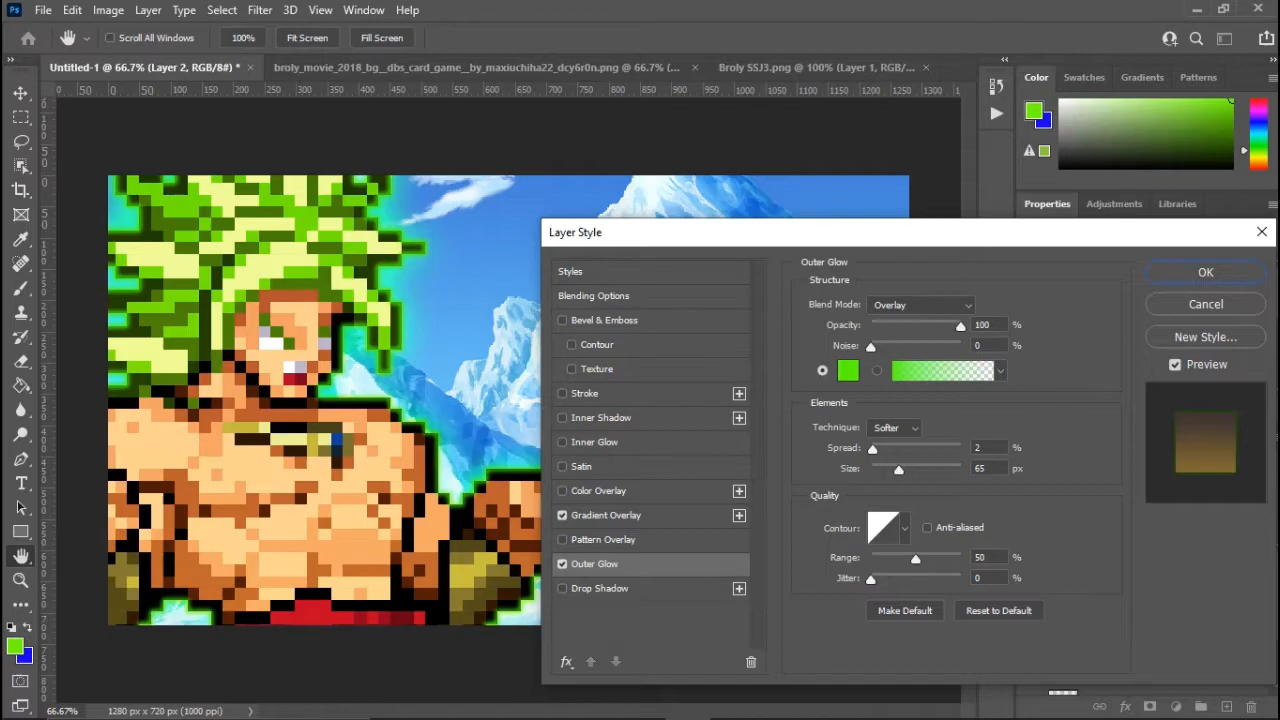 Ps File Edit Image Layer Type Select Filter 3D View Window Help
Scroll All Windows 100% Fit Screen Fill Screen
Untitled-1 @ 66.7% (Layer 2, RGB/8#) * × broly_movie_2018_bg__dbs_card_game__by_maxiuchiha22_dcy6r0n.png @ 66.7% (... × Broly SSJ3.png @ 100% (Layer 1, RGB/... ×
Color Swatches Gradients Patterns
50 0 50 100 150 200 250 300 350 400 450 500 550 600 650 700 750 800 850 900 950 1000 1050 1100 1150 1200 1250 1300
Properties Adjustments Libraries
Layer Style
Styles
Blending Options
Bevel & Emboss
Contour
Texture
Stroke
Inner Shadow
Inner Glow
Satin
Color Overlay
Gradient Overlay
Pattern Overlay
Outer Glow
Drop Shadow
fx
Outer Glow
Structure
Blend Mode: Overlay
Opacity: 100 %
Noise: 0 %
Elements
Technique: Softer
Spread: 2 %
Size: 65 px
Quality
Contour: Anti-aliased
Range: 50 %
Jitter: 0 %
Make Default Reset to Default
OK
Cancel
New Style...
Preview
66.67% 1280 px x 720 px (1000 ppi)
fx